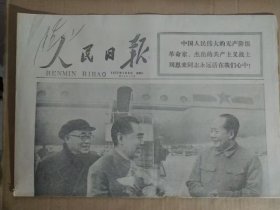 人民日报
RENMIN RIBAO
中国人民伟大的无产阶级
革命家、杰出的共产主义战士
周恩来同志永远活在我们心中!